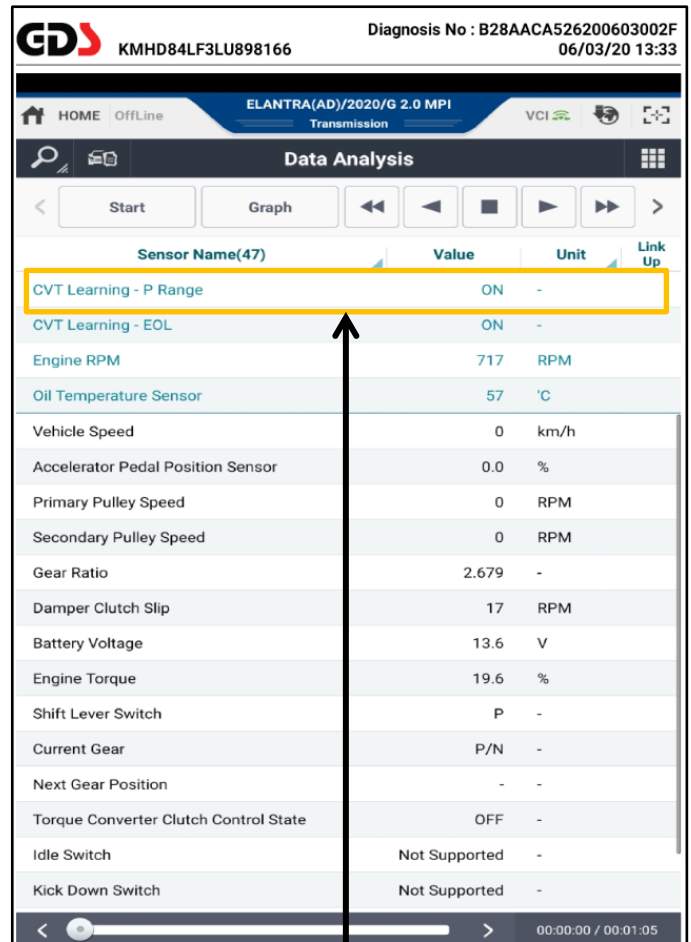 GDS KMHD84LF3LU898166 Diagnosis No : B28AACA526200603002F
06/03/20 13:33
HOME OffLine ELANTRA(AD)/2020/G 2.0 MPI VCI
Transmission
Data Analysis
Start Graph
Sensor Name(47) Value Unit Link Up
CVT Learning - P Range ON -
CVT Learning - EOL ON -
Engine RPM 717 RPM
Oil Temperature Sensor 57 'C
Vehicle Speed 0 km/h
Accelerator Pedal Position Sensor 0.0 %
Primary Pulley Speed 0 RPM
Secondary Pulley Speed 0 RPM
Gear Ratio 2.679 -
Damper Clutch Slip 17 RPM
Battery Voltage 13.6 V
Engine Torque 19.6 %
Shift Lever Switch P -
Current Gear P/N -
Next Gear Position - -
Torque Converter Clutch Control State OFF -
Idle Switch Not Supported -
Kick Down Switch Not Supported -
00:00:00 / 00:01:05